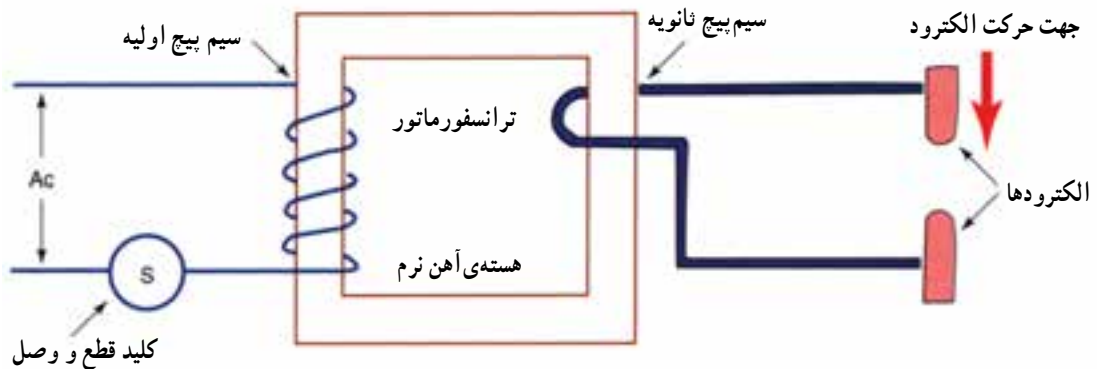 جهت حرکت الکترود
سیم‌پیچ ثانویه
سیم پیچ اولیه
ترانسفورماتور
Ac
الکترودها
هسته‌ی آهن نرم
S
کلید قطع و وصل